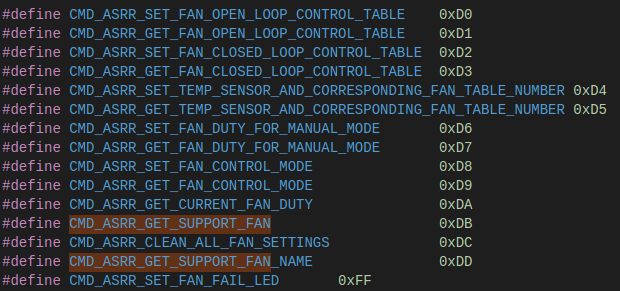 #define CMD_ASRR_SET_FAN_OPEN_LOOP_CONTROL_TABLE    0xD0
#define CMD_ASRR_GET_FAN_OPEN_LOOP_CONTROL_TABLE    0xD1
#define CMD_ASRR_SET_FAN_CLOSED_LOOP_CONTROL_TABLE  0xD2
#define CMD_ASRR_GET_FAN_CLOSED_LOOP_CONTROL_TABLE  0xD3
#define CMD_ASRR_SET_TEMP_SENSOR_AND_CORRESPONDING_FAN_TABLE_NUMBER 0xD4
#define CMD_ASRR_GET_TEMP_SENSOR_AND_CORRESPONDING_FAN_TABLE_NUMBER 0xD5
#define CMD_ASRR_SET_FAN_DUTY_FOR_MANUAL_MODE       0xD6
#define CMD_ASRR_GET_FAN_DUTY_FOR_MANUAL_MODE       0xD7
#define CMD_ASRR_SET_FAN_CONTROL_MODE               0xD8
#define CMD_ASRR_GET_FAN_CONTROL_MODE               0xD9
#define CMD_ASRR_GET_CURRENT_FAN_DUTY               0xDA
#define CMD_ASRR_GET_SUPPORT_FAN                    0xDB
#define CMD_ASRR_CLEAN_ALL_FAN_SETTINGS             0xDC
#define CMD_ASRR_GET_SUPPORT_FAN_NAME               0xDD
#define CMD_ASRR_SET_FAN_FAIL_LED       0xFF